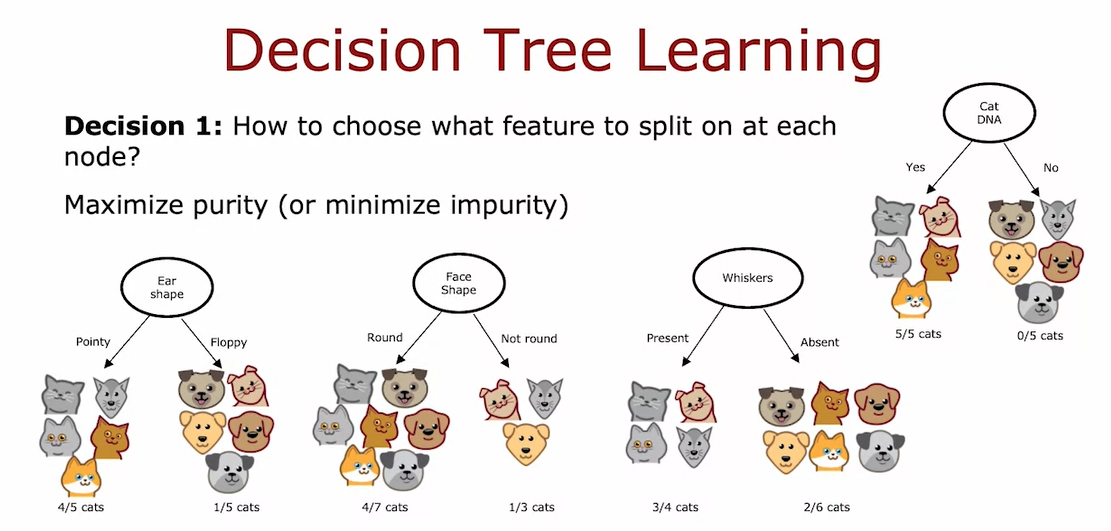 Decision Tree Learning
Decision 1: How to choose what feature to split on at each
node?
Maximize purity (or minimize impurity)
Cat
DNA
Yes
No
5/5 cats
0/5 cats
Ear
shape
Pointy
Floppy
4/5 cats
1/5 cats
Face
Shape
Round
Not round
4/7 cats
1/3 cats
Whiskers
Present
Absent
3/4 cats
2/6 cats